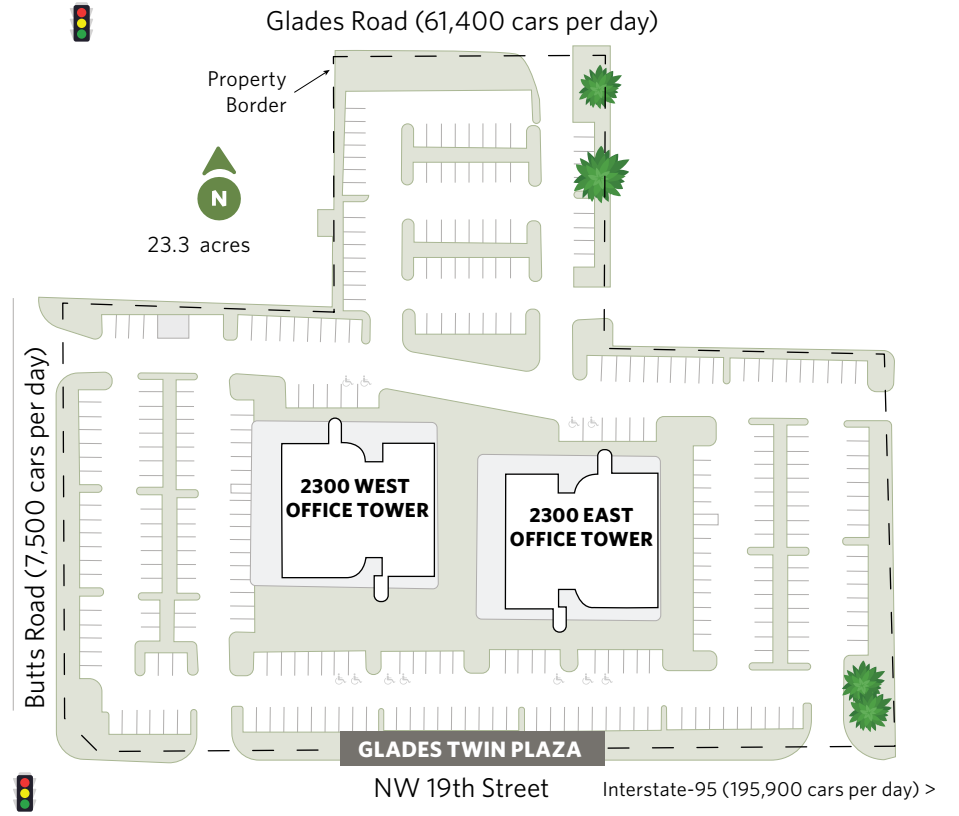 Glades Road (61,400 cars per day)
Property
Border
N
23.3 acres
Butts Road (7,500 cars per day)
2300 WEST
OFFICE TOWER
2300 EAST
OFFICE TOWER
GLADES TWIN PLAZA
NW 19th Street
Interstate-95 (195,900 cars per day) >